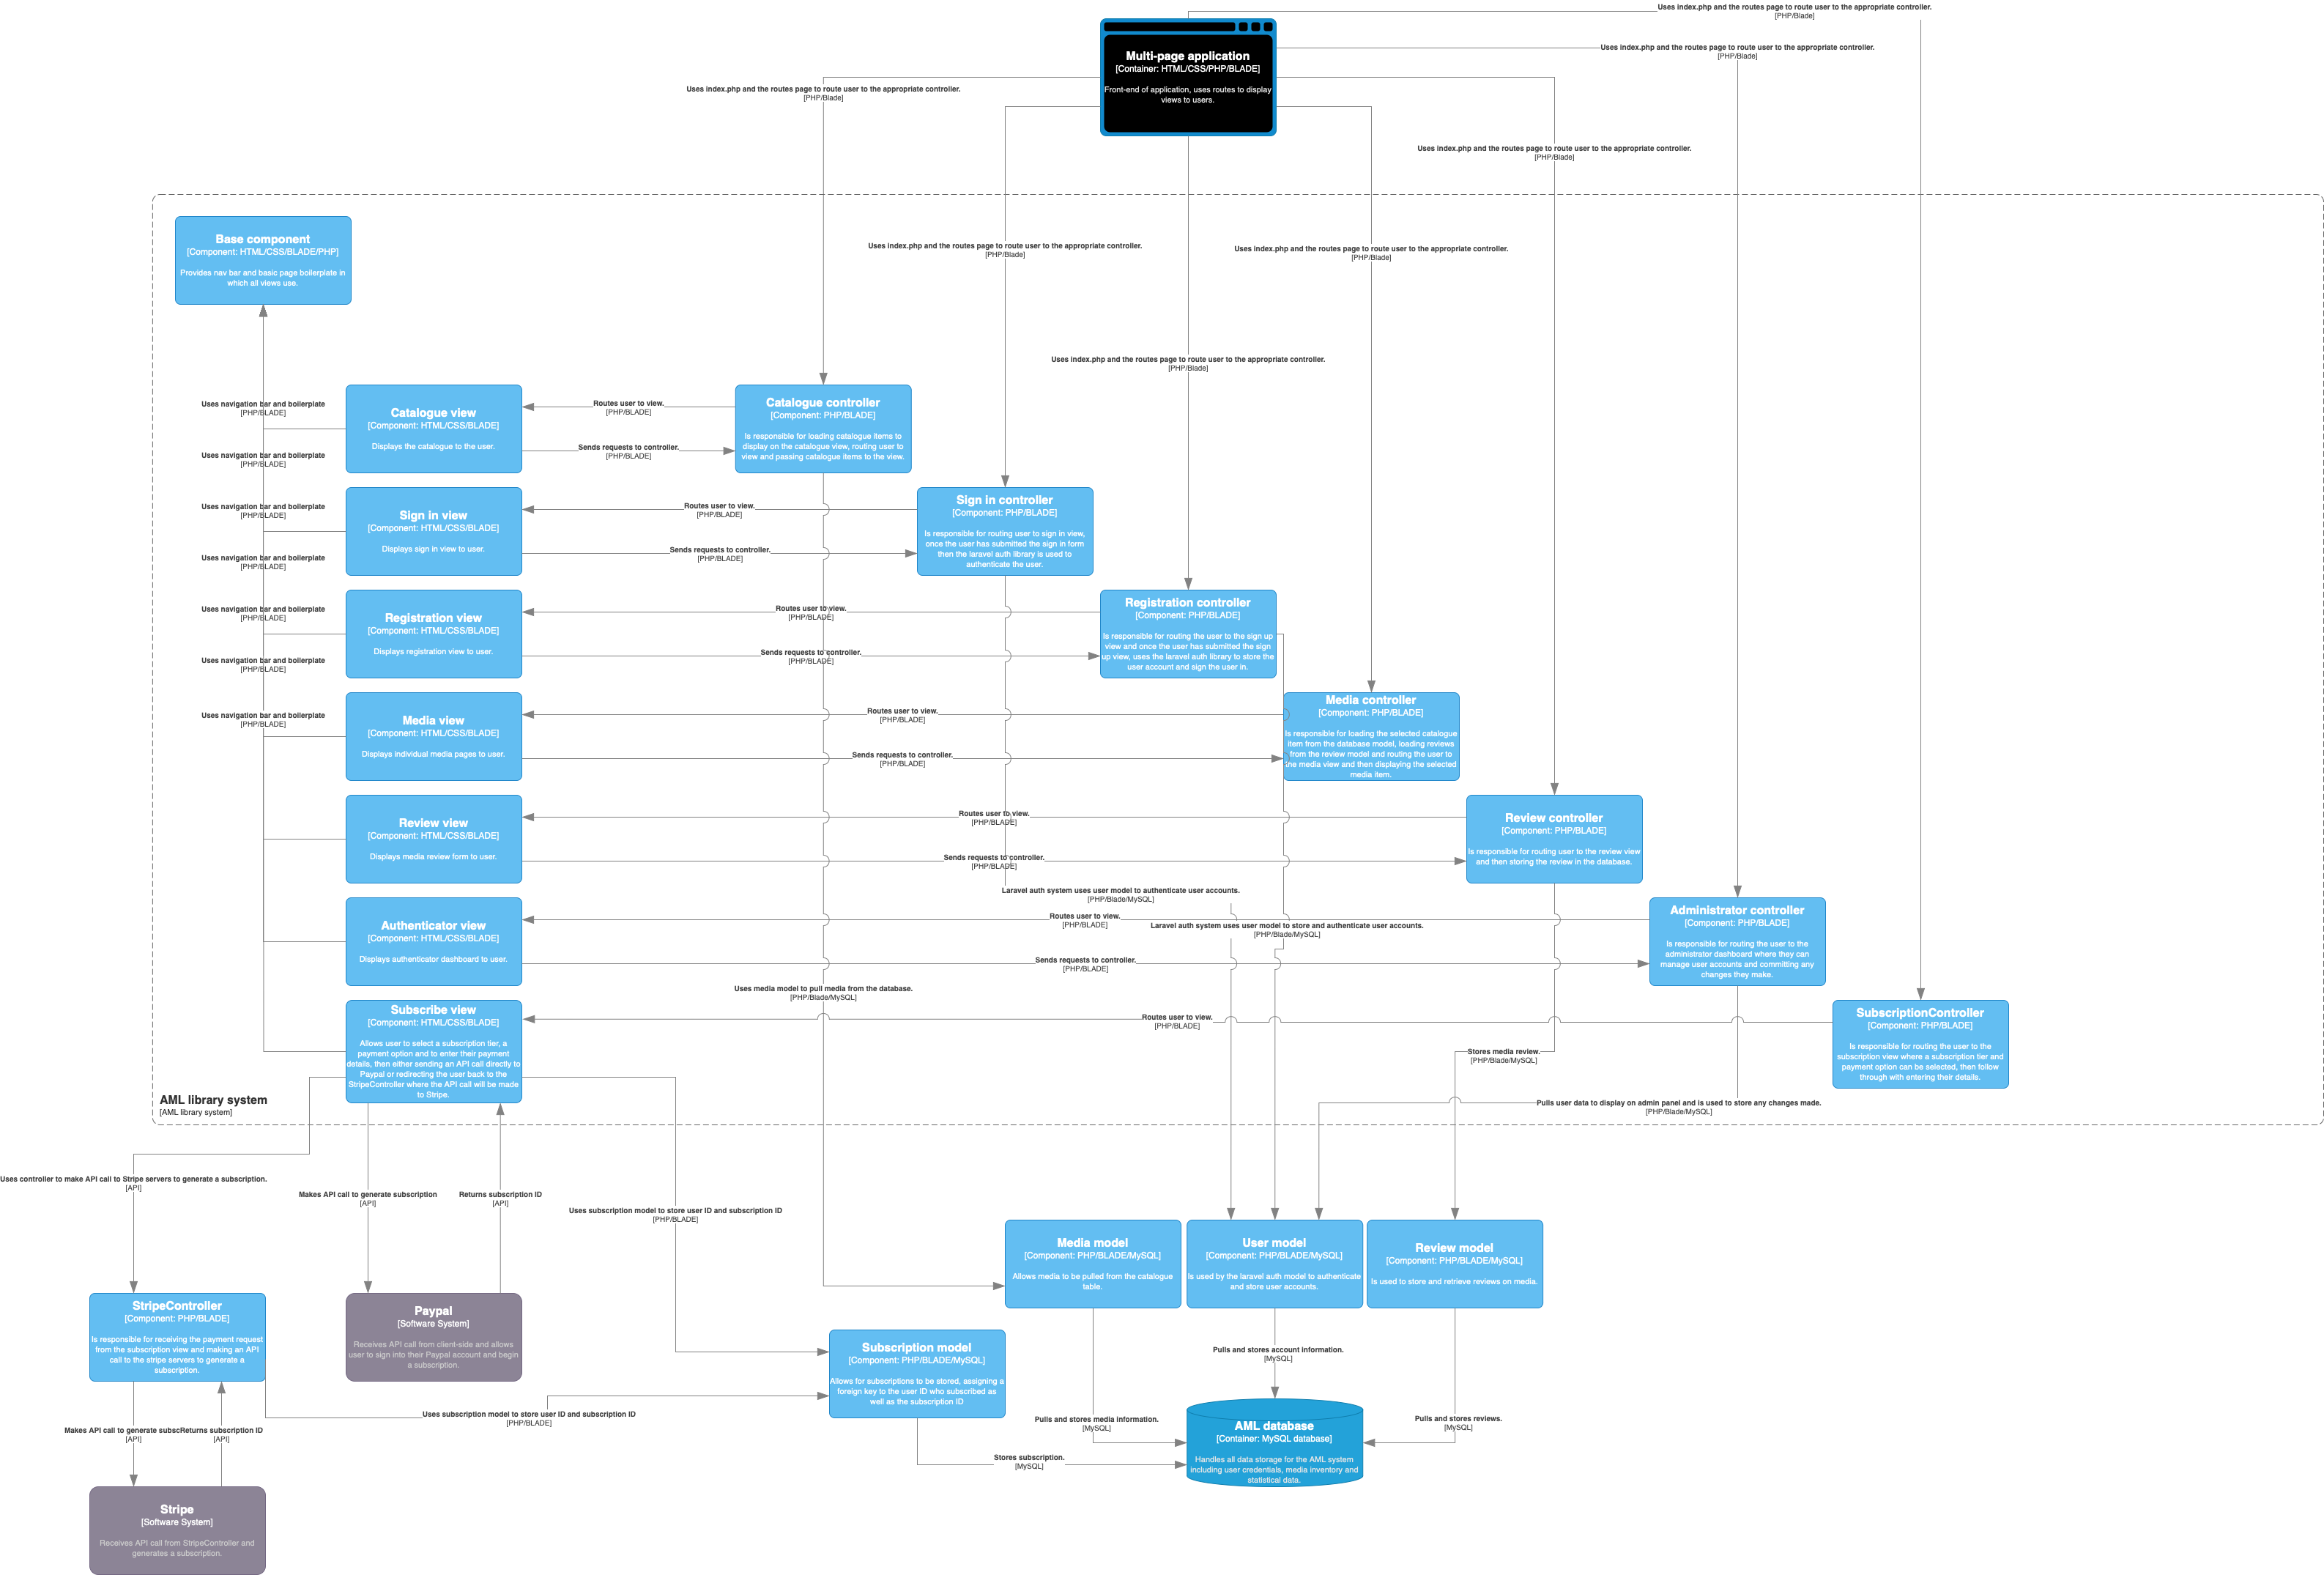 Uses index.php and the routes page to route user to the appropriate controller.
[PHP/Blade]
Uses index.php and the routes page to route user to the appropriate controller.
[PHP/Blade]
Multi-page application
[Container: HTML/CSS/PHP/BLADE]
Front-end of application, uses routes to display
views to users.
Uses index.php and the routes page to route user to the appropriate controller.
[PHP/Blade]
Uses index.php and the routes page to route user to the appropriate controller.
[PHP/Blade]
Uses index.php and the routes page to route user to the appropriate controller.
[PHP/Blade]
Uses index.php and the routes page to route user to the appropriate controller.
[PHP/Blade]
Uses index.php and the routes page to route user to the appropriate controller.
[PHP/Blade]
Base component
[Component: HTML/CSS/BLADE/PHP]
Provides nav bar and basic page boilerplate in
which all views use.
Uses navigation bar and boilerplate
[PHP/BLADE]
Uses navigation bar and boilerplate
[PHP/BLADE]
Uses navigation bar and boilerplate
[PHP/BLADE]
Uses navigation bar and boilerplate
[PHP/BLADE]
Uses navigation bar and boilerplate
[PHP/BLADE]
Uses navigation bar and boilerplate
[PHP/BLADE]
Uses navigation bar and boilerplate
[PHP/BLADE]
Catalogue view
[Component: HTML/CSS/BLADE]
Displays the catalogue to the user.
Routes user to view.
[PHP/BLADE]
Sends requests to controller.
[PHP/BLADE]
Catalogue controller
[Component: PHP/BLADE]
Is responsible for loading catalogue items to
display on the catalogue view, routing user to
view and passing catalogue items to the view.
Sign in view
[Component: HTML/CSS/BLADE]
Displays sign in view to user.
Routes user to view.
[PHP/BLADE]
Sends requests to controller.
[PHP/BLADE]
Sign in controller
[Component: PHP/BLADE]
Is responsible for routing user to sign in view,
once the user has submitted the sign in form
then the laravel auth library is used to
authenticate the user.
Registration view
[Component: HTML/CSS/BLADE]
Displays registration view to user.
Routes user to view.
[PHP/BLADE]
Sends requests to controller.
[PHP/BLADE]
Registration controller
[Component: PHP/BLADE]
Is responsible for routing the user to the sign up
view and once the user has submitted the sign
up view, uses the laravel auth library to store the
user account and sign the user in.
Media view
[Component: HTML/CSS/BLADE]
Displays individual media pages to user.
Routes user to view.
[PHP/BLADE]
Sends requests to controller.
[PHP/BLADE]
Media controller
[Component: PHP/BLADE]
Is responsible for loading the selected catalogue
item from the database model, loading reviews
from the review model and routing the user to
the media view and then displaying the selected
media item.
Review view
[Component: HTML/CSS/BLADE]
Displays media review form to user.
Routes user to view.
[PHP/BLADE]
Sends requests to controller.
[PHP/BLADE]
Review controller
[Component: PHP/BLADE]
Is responsible for routing user to the review view
and then storing the review in the database.
Laravel auth system uses user model to authenticate user accounts.
[PHP/Blade/MySQL]
Laravel auth system uses user model to store and authenticate user accounts.
[PHP/Blade/MySQL]
Authenticator view
[Component: HTML/CSS/BLADE]
Displays authenticator dashboard to user.
Routes user to view.
[PHP/BLADE]
Sends requests to controller.
[PHP/BLADE]
Administrator controller
[Component: PHP/BLADE]
Is responsible for routing the user to the
administrator dashboard where they can
manage user accounts and committing any
changes they make.
Uses media model to pull media from the database.
[PHP/Blade/MySQL]
Subscribe view
[Component: HTML/CSS/BLADE]
Allows user to select a subscription tier, a
payment option and to enter their payment
details, then either sending an API call directly to
Paypal or redirecting the user back to the
StripeController where the API call will be made
to Stripe.
Routes user to view.
[PHP/BLADE]
SubscriptionController
[Component: PHP/BLADE]
Is responsible for routing the user to the
subscription view where a subscription tier and
payment option can be selected, then follow
through with entering their details.
Stores media review.
[PHP/Blade/MySQL]
Pulls user data to display on admin panel and is used to store any changes made.
[PHP/Blade/MySQL]
AML library system
[AML library system]
Uses controller to make API call to Stripe servers to generate a subscription.
[API]
Makes API call to generate subscription
[API]
Returns subscription ID
[API]
Uses subscription model to store user ID and subscription ID
[PHP/BLADE]
Media model
[Component: PHP/BLADE/MySQL]
Allows media to be pulled from the catalogue
table.
User model
[Component: PHP/BLADE/MySQL]
Is used by the laravel auth model to authenticate
and store user accounts.
Review model
[Component: PHP/BLADE/MySQL]
Is used to store and retrieve reviews on media.
StripeController
[Component: PHP/BLADE]
Is responsible for receiving the payment request
from the subscription view and making an API
call to the stripe servers to generate a
subscription.
Paypal
[Software System]
Receives API call from client-side and allows
user to sign into their Paypal account and begin
a subscription.
Subscription model
[Component: PHP/BLADE/MySQL]
Allows for subscriptions to be stored, assigning a
foreign key to the user ID who subscribed as
well as the subscription ID
Pulls and stores account information.
[MySQL]
Uses subscription model to store user ID and subscription ID
[PHP/BLADE]
Pulls and stores media information.
[MySQL]
Pulls and stores reviews.
[MySQL]
Makes API call to generate subsc
[API]
Returns subscription ID
[API]
AML database
[Container: MySQL database]
Handles all data storage for the AML system
including user credentials, media inventory and
statistical data.
Stores subscription.
[MySQL]
Stripe
[Software System]
Receives API call from StripeController and
generates a subscription.